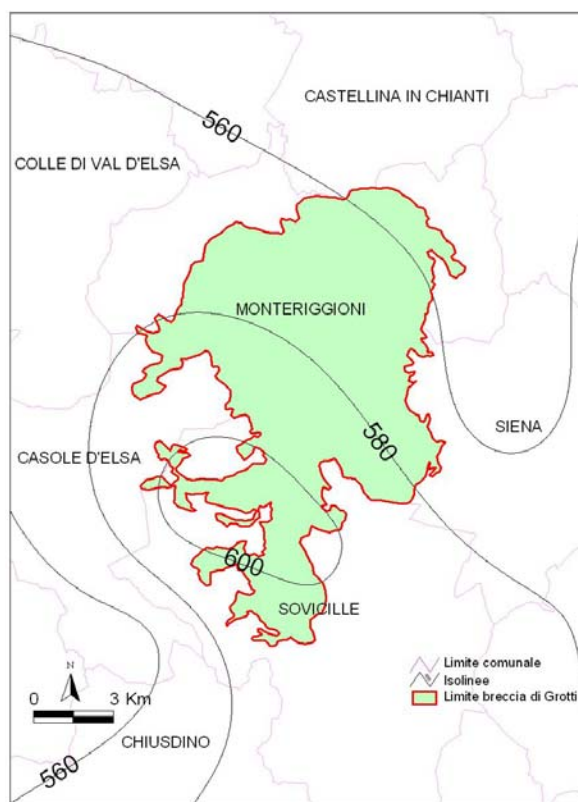 CASTELLINA IN CHIANTI
560
COLLE DI VAL D'ELSA
MONTERIGGIONI
SIENA
580
CASOLE D'ELSA
600
SOVICILLE
Limite comunale
Isolinee
Limite breccia di Grotti
N
0 3 Km
CHIUSDINO
560